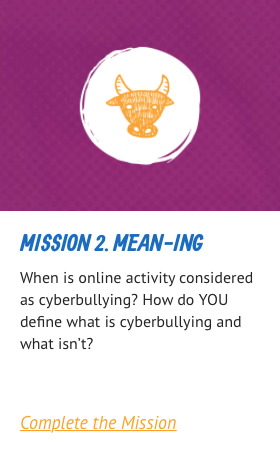 MISSION 2. MEAN-ING
When is online activity considered
as cyberbullying? How do YOU
define what is cyberbullying and
what isn't?
Complete the Mission